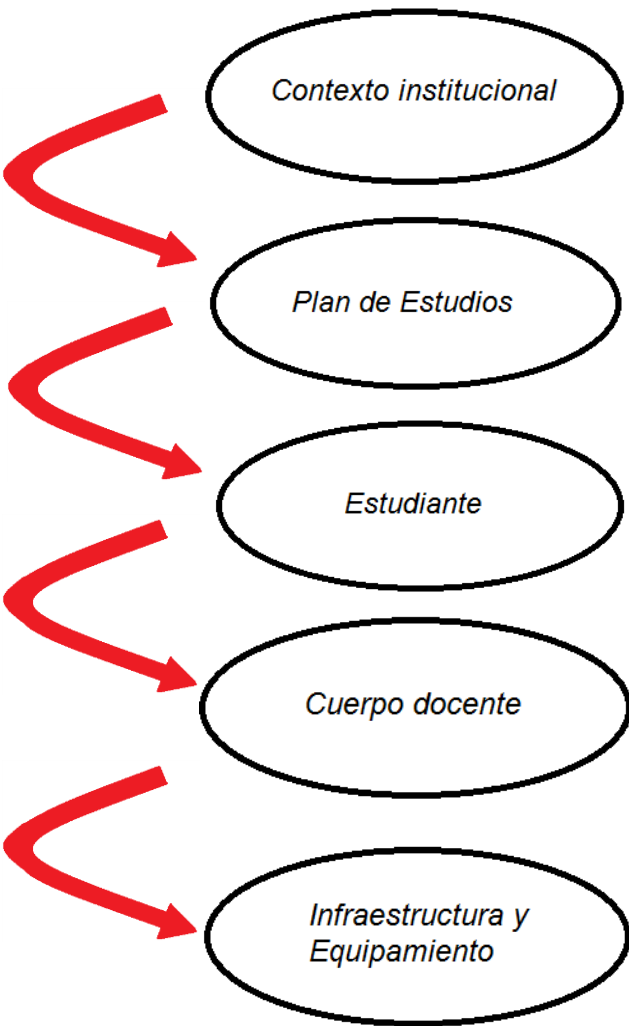 Contexto institucional
Plan de Estudios
Estudiante
Cuerpo docente
Infraestructura y
Equipamiento